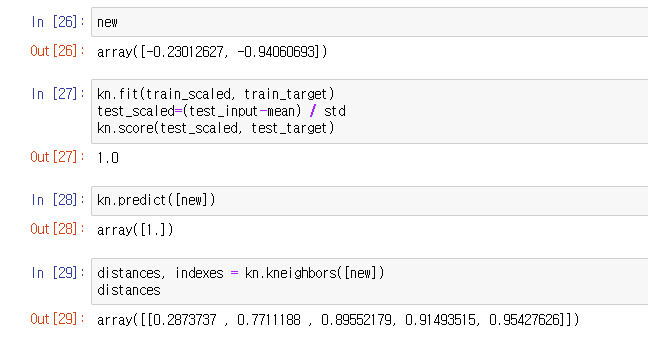 In [26]: new
Out[26]: array([-0.23012627, -0.94060693])
In [27]: kn.fit(train_scaled, train_target)
test_scaled=(test_input-mean) / std
kn.score(test_scaled, test_target)
Out[27]: 1.0
In [28]: kn.predict([new])
Out[28]: array([1.])
In [29]: distances, indexes = kn.kneighbors([new])
distances
Out[29]: array([[0.2873737 , 0.7711188 , 0.89552179, 0.91493515, 0.95427626]])